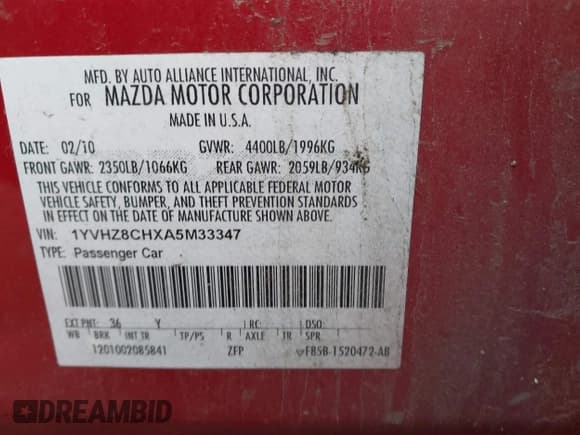 MFD. BY AUTO ALLIANCE INTERNATIONAL, INC.
FOR MAZDA MOTOR CORPORATION
MADE IN U.S.A.
DATE: 02/10 GVWR: 4400LB/1996KG
FRONT GAWR: 2350LB/1066KG REAR GAWR: 2059LB/934KG
THIS VEHICLE CONFORMS TO ALL APPLICABLE FEDERAL MOTOR
VEHICLE SAFETY, BUMPER, AND THEFT PREVENTION STANDARDS
IN EFFECT ON THE DATE OF MANUFACTURE SHOWN ABOVE.
VIN: 1YVHZ8CHXA5M33347
TYPE: Passenger Car
EXT PNT: 36 Y RC: DSO:
WB BRK INT TR TP/PS R AXLE TR SPR
1201002085841 ZFP FB5B-1520472-AB
DREAMBID